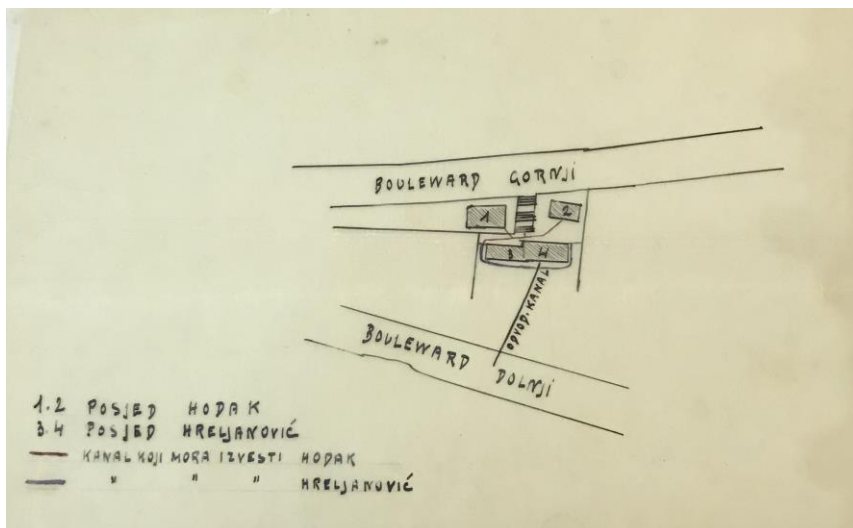 BOULEWARD GORNJI
1
2
3 4
ODVOD. KANAL
BOULEWARD DOLNJI
1.2 POSJED HODAK
3.4 POSJED HRELJANOVIĆ
KANAL KOJI MORA IZVESTI HODAK
" " " HRELJANOVIĆ